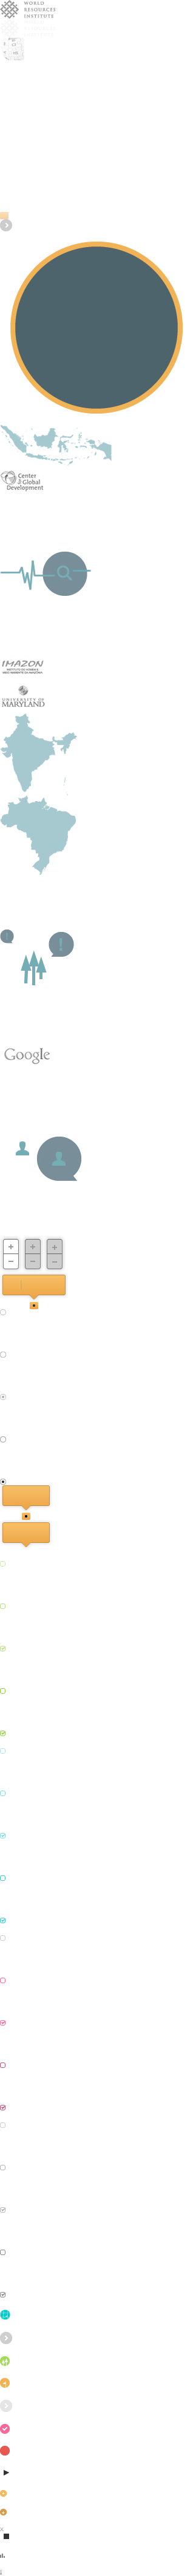 WORLD
RESOURCES
INSTITUTE
Center
for Global
Development
IMAZON
INSTITUTO DO HOMEM E
MEIO AMBIENTE DA AMAZÔNIA
UNIVERSITY OF
MARYLAND
!
Google
+ + +
− − −